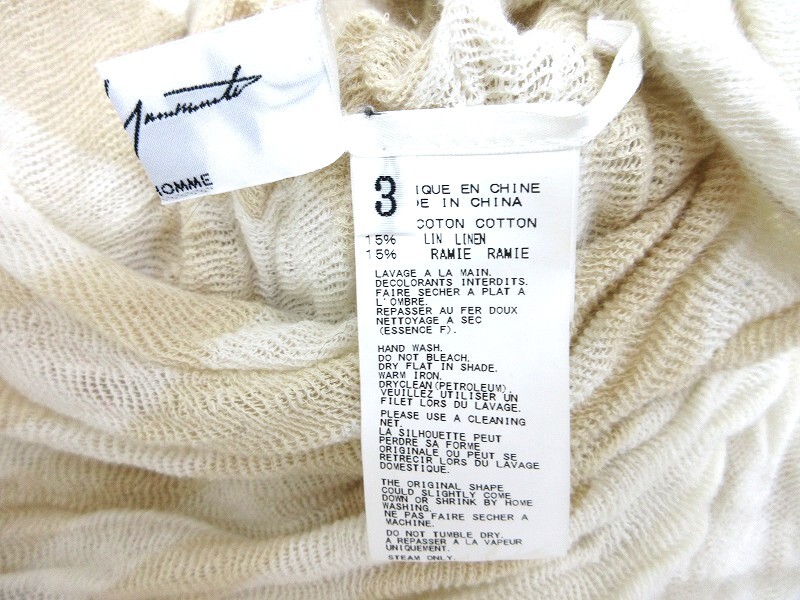 HOMME
3
IQUE EN CHINE
E IN CHINA
COTON COTTON
15% LIN LINEN
15% RAMIE RAMIE
LAVAGE A LA MAIN.
DECOLORANTS INTERDITS.
FAIRE SECHER A PLAT A
L'OMBRE.
REPASSER AU FER DOUX
NETTOYAGE A SEC
(ESSENCE F).
HAND WASH.
DO NOT BLEACH.
DRY FLAT IN SHADE.
WARM IRON.
DRYCLEAN(PETROLEUM).
VEUILLEZ UTILISER UN
FILET LORS DU LAVAGE.
PLEASE USE A CLEANING
NET.
LA SILHOUETTE PEUT
PERDRE SA FORME
ORIGINALE OU PEUT SE
RETRECIR LORS DU LAVAGE
DOMESTIQUE.
THE ORIGINAL SHAPE
COULD SLIGHTLY COME
DOWN OR SHRINK BY HOME
WASHING.
NE PAS FAIRE SECHER A
MACHINE.
DO NOT TUMBLE DRY.
A REPASSER A LA VAPEUR
UNIQUEMENT.
STEAM ONLY.